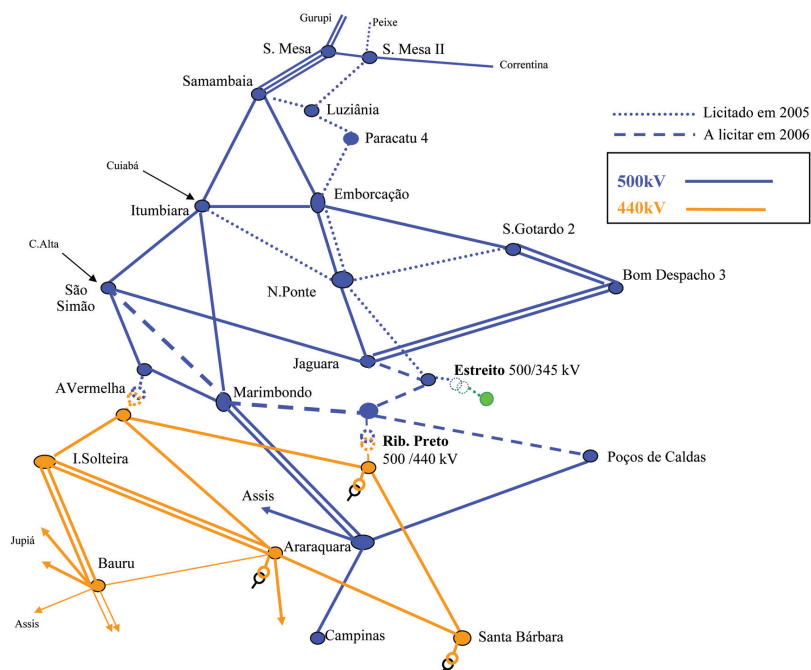 Gurupi
Peixe
S. Mesa
S. Mesa II
Correntina
Samambaia
Luziânia
Licitado em 2005
Paracatu 4
A licitar em 2006
Cuiabá
Emborcação
500kV
Itumbiara
440kV
S.Gotardo 2
C.Alta
Bom Despacho 3
São
Simão
N.Ponte
Jaguara
Estreito 500/345 kV
AVermelha
Marimbondo
Rib. Preto
500 /440 kV
I.Solteira
Poços de Caldas
Assis
Jupiá
Araraquara
Bauru
Assis
Campinas
Santa Bárbara